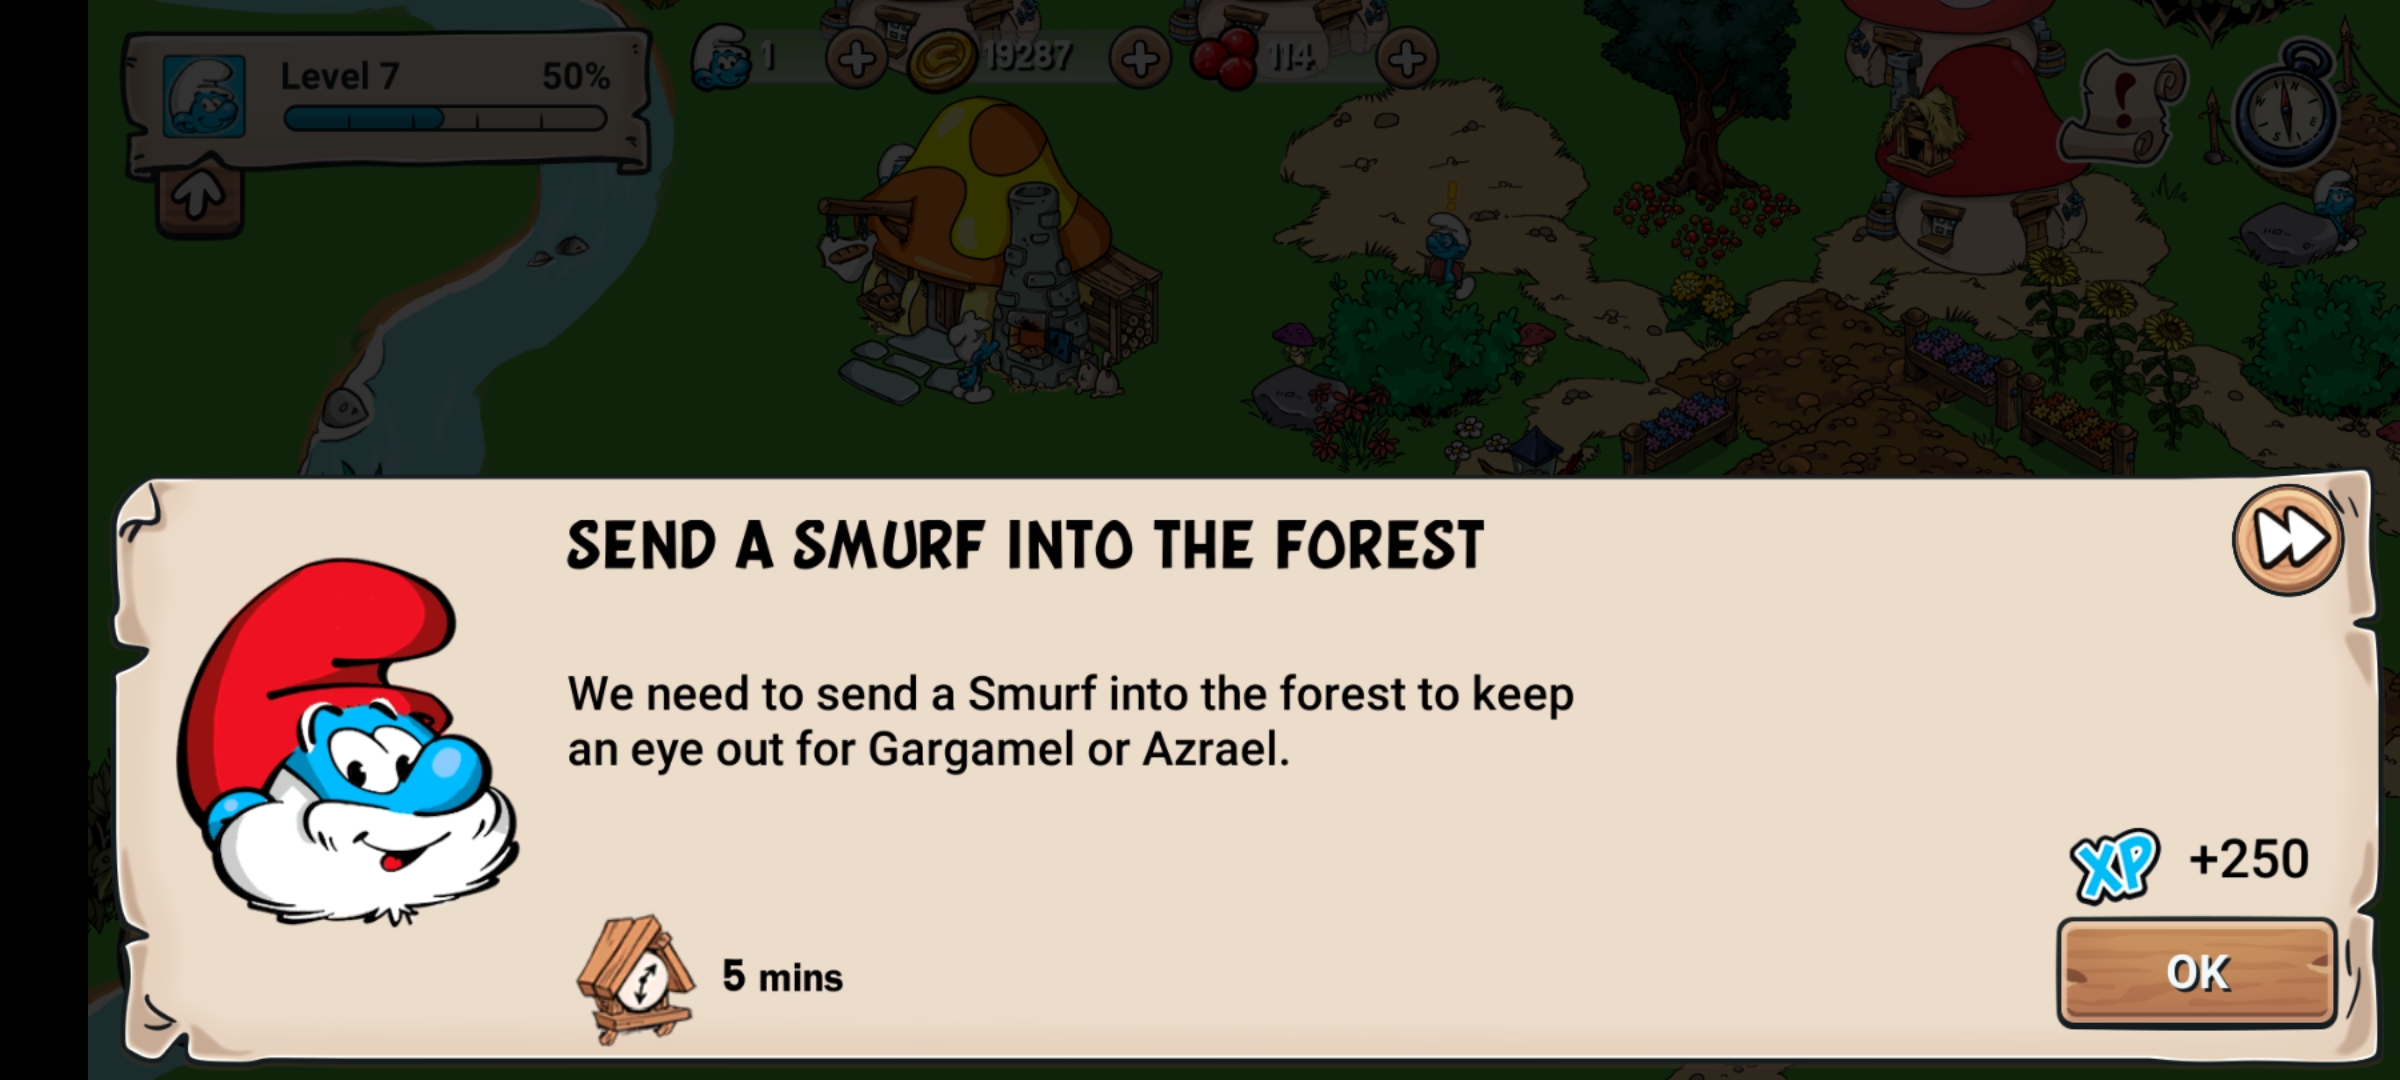 Level 7 50%
1
19287
114
SEND A SMURF INTO THE FOREST
We need to send a Smurf into the forest to keep
an eye out for Gargamel or Azrael.
XP +250
5 mins
OK